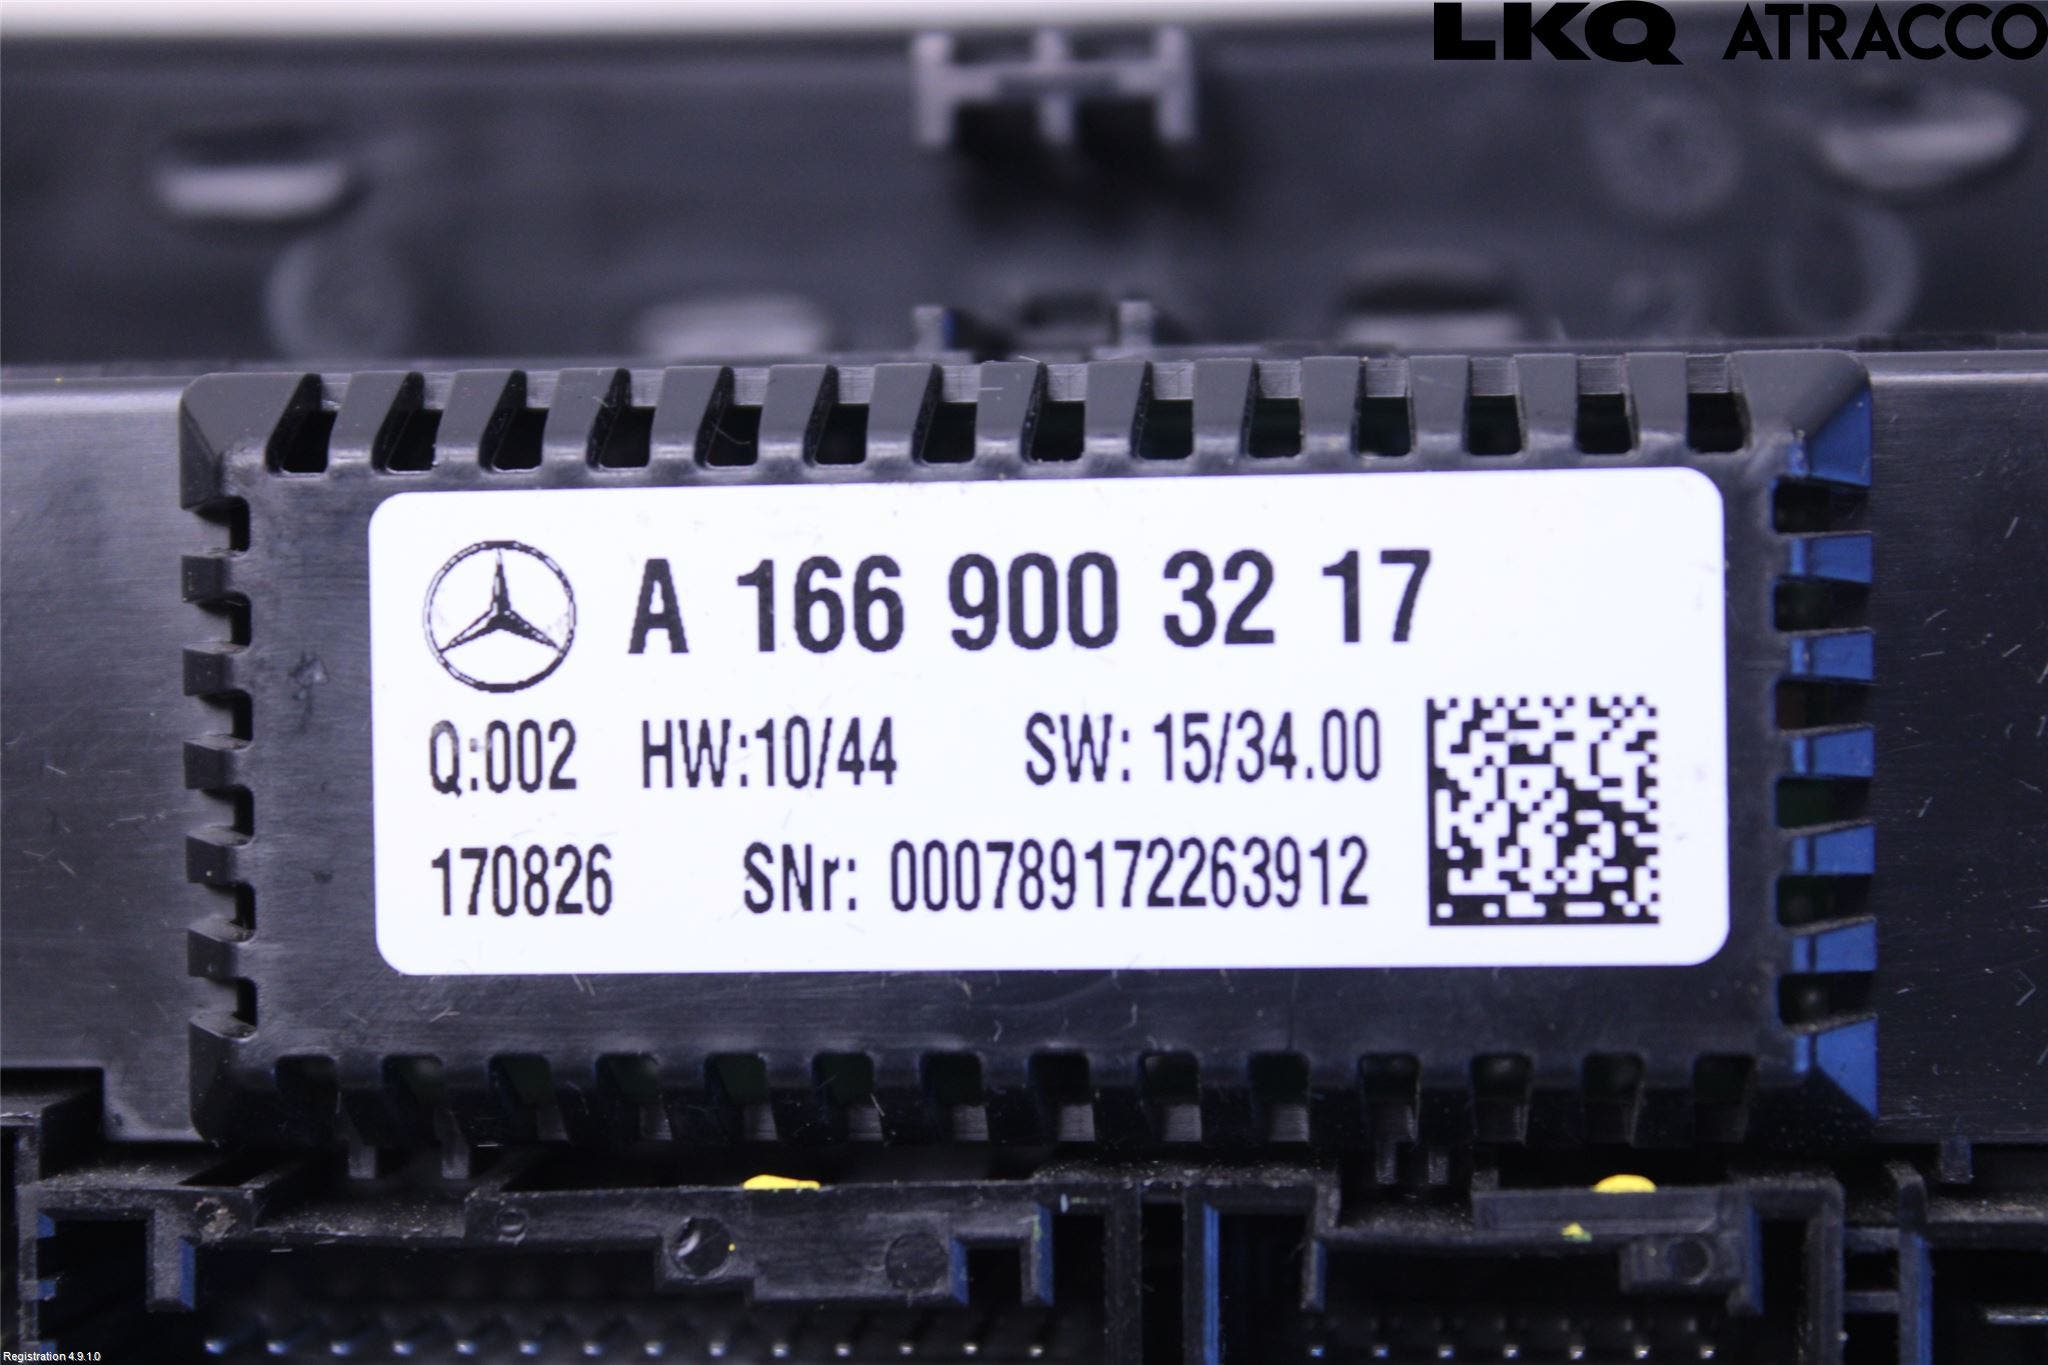 LKQ ATRACCO
A 166 900 32 17
Q:002 HW:10/44 SW: 15/34.00
170826 SNr: 000789172263912
Registration 4.9.1.0